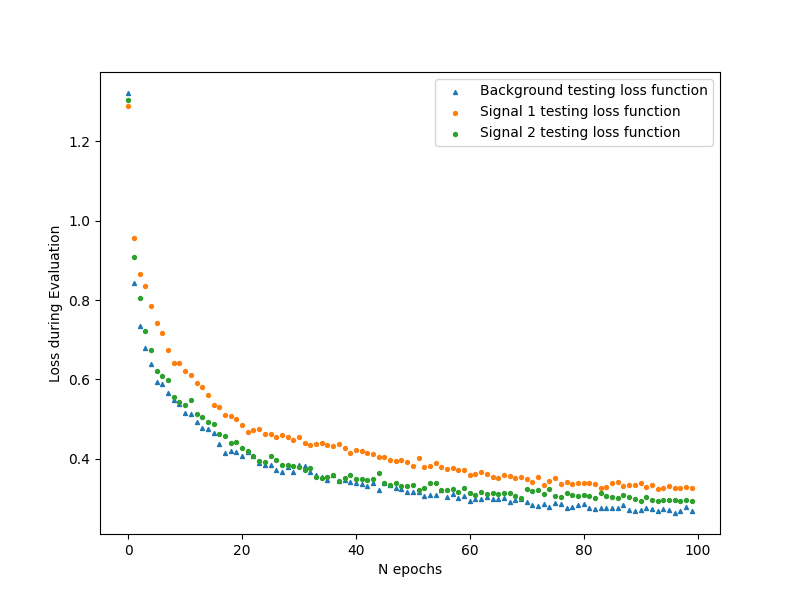 Background testing loss function
Signal 1 testing loss function
Signal 2 testing loss function
1.2
1.0
0.8
0.6
0.4
Loss during Evaluation
0 20 40 60 80 100
N epochs